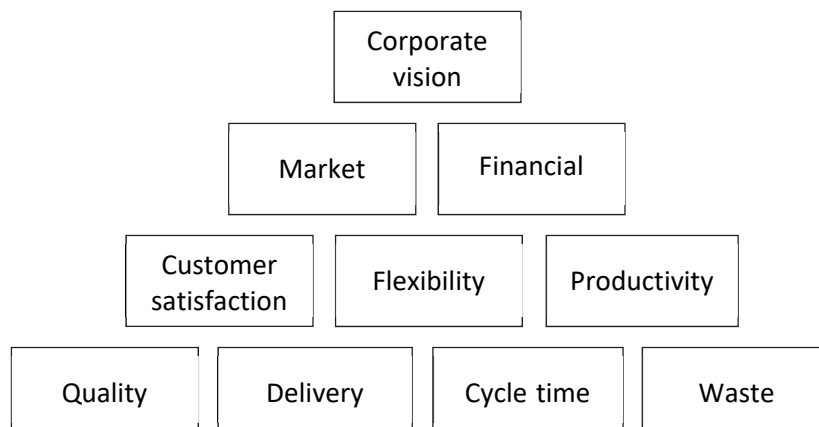 Corporate
vision
Market
Financial
Customer
satisfaction
Flexibility
Productivity
Quality
Delivery
Cycle time
Waste